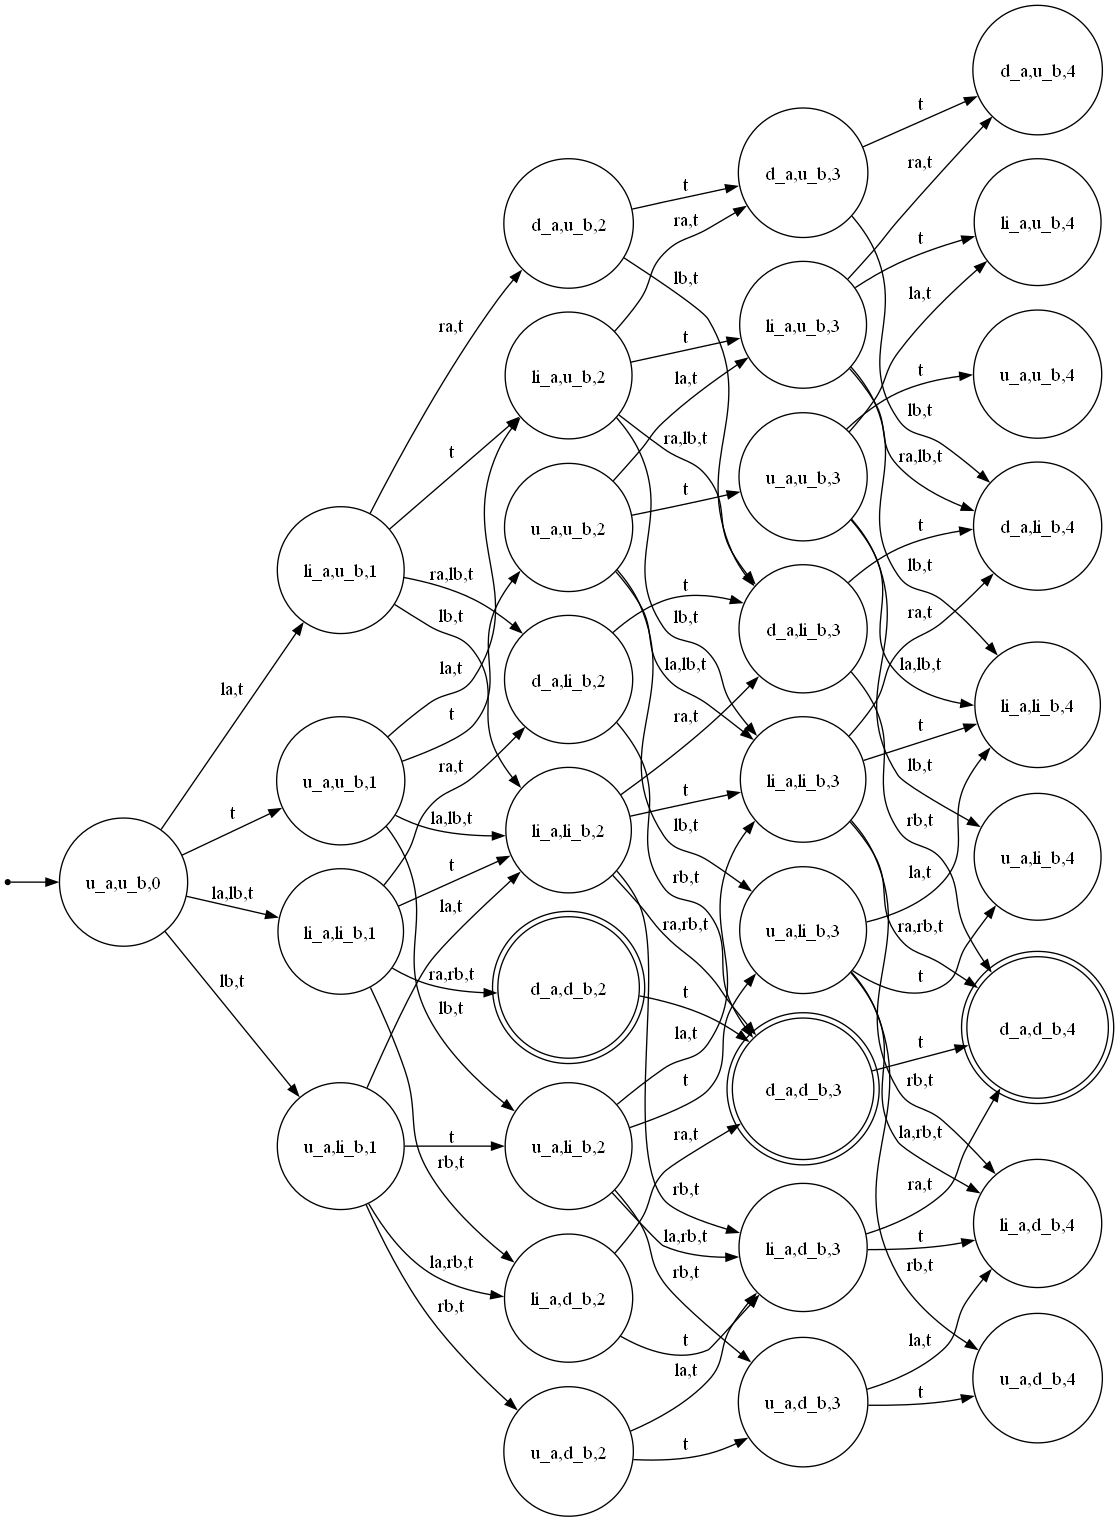 u_a,u_b,0
la,t
t
la,lb,t
lb,t
li_a,u_b,1
u_a,u_b,1
li_a,li_b,1
u_a,li_b,1
ra,t
t
ra,lb,t
lb,t
la,t
t
la,lb,t
ra,t
t
la,t
ra,rb,t
lb,t
t
rb,t
la,rb,t
rb,t
d_a,u_b,2
li_a,u_b,2
u_a,u_b,2
d_a,li_b,2
li_a,li_b,2
d_a,d_b,2
u_a,li_b,2
li_a,d_b,2
u_a,d_b,2
t
ra,t
lb,t
t
la,t
ra,lb,t
t
t
lb,t
la,lb,t
ra,t
t
lb,t
rb,t
ra,rb,t
t
la,t
t
ra,t
rb,t
la,rb,t
rb,t
t
la,t
t
d_a,u_b,3
li_a,u_b,3
u_a,u_b,3
d_a,li_b,3
li_a,li_b,3
u_a,li_b,3
d_a,d_b,3
li_a,d_b,3
u_a,d_b,3
t
ra,t
t
la,t
t
lb,t
ra,lb,t
t
lb,t
ra,t
la,lb,t
t
lb,t
rb,t
la,t
ra,rb,t
t
t
rb,t
la,rb,t
ra,t
t
rb,t
la,t
t
d_a,u_b,4
li_a,u_b,4
u_a,u_b,4
d_a,li_b,4
li_a,li_b,4
u_a,li_b,4
d_a,d_b,4
li_a,d_b,4
u_a,d_b,4